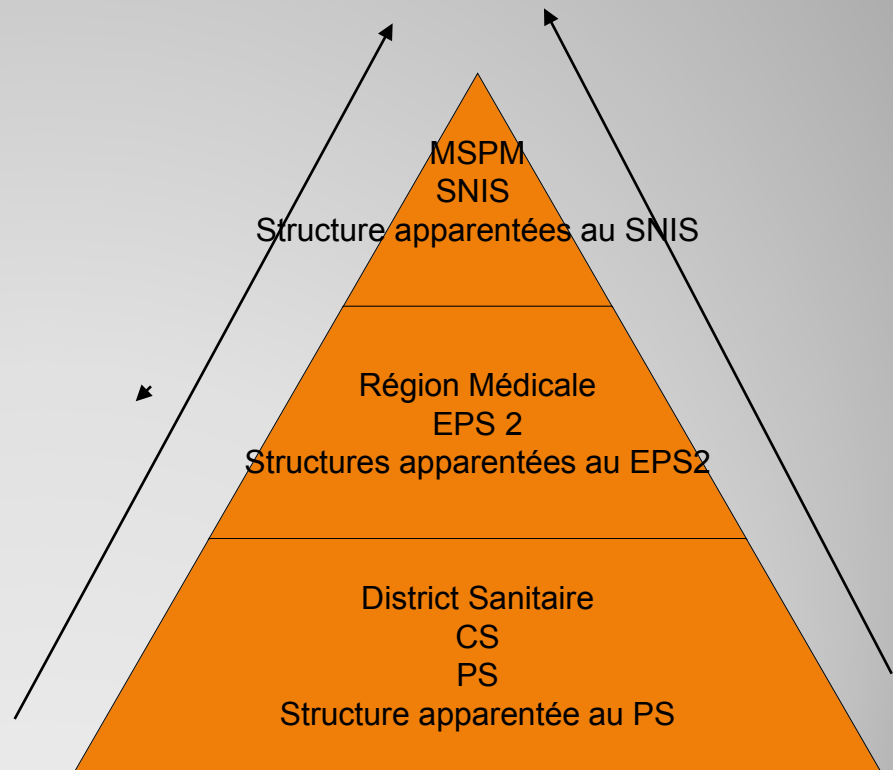 MSPM
SNIS
Structure apparentées au SNIS
Région Médicale
EPS 2
Structures apparentées au EPS2
District Sanitaire
CS
PS
Structure apparentée au PS